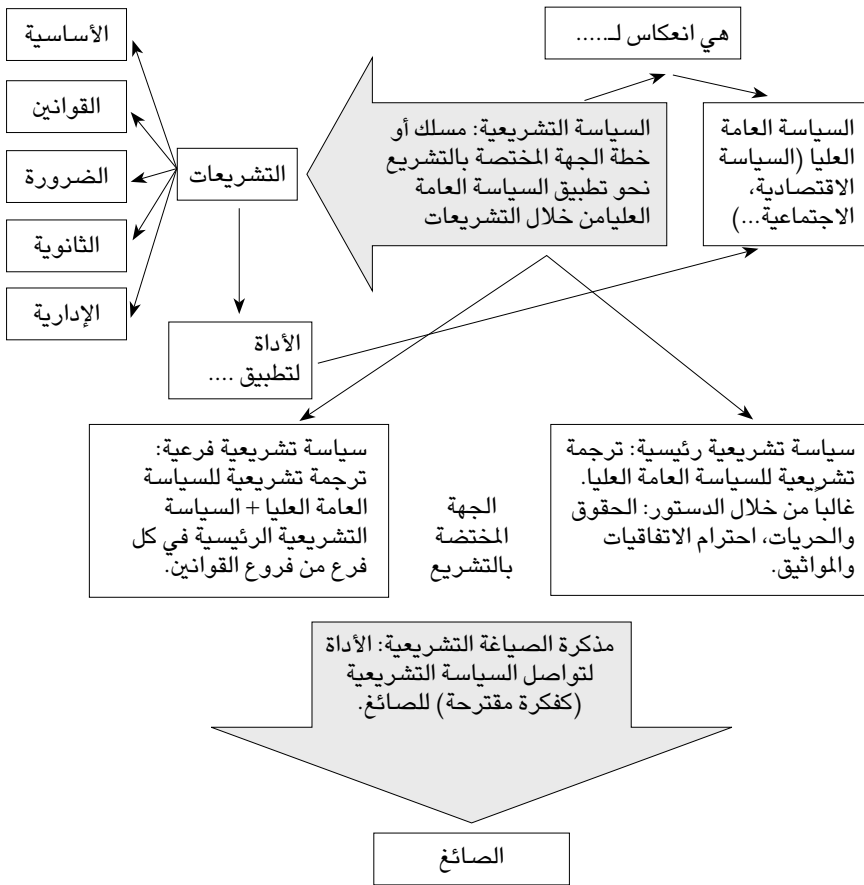 هي انعكاس لـ.....
السياسة العامة
العليا (السياسة
الاقتصادية،
الاجتماعية...)
السياسة التشريعية: مسلك أو
خطة الجهة المختصة بالتشريع
نحو تطبيق السياسة العامة
العليامن خلال التشريعات
التشريعات
الأساسية
القوانين
الضرورة
الثانوية
الإدارية
الأداة
لتطبيق ....
سياسة تشريعية رئيسية: ترجمة
تشريعية للسياسة العامة العليا.
غالباً من خلال الدستور: الحقوق
والحريات، احترام الاتفاقيات
والمواثيق.
الجهة
المختضة
بالتشريع
سياسة تشريعية فرعية:
ترجمة تشريعية للسياسة
العامة العليا + السياسة
التشريعية الرئيسية في كل
فرع من فروع القوانين.
مذكرة الصياغة التشريعية: الأداة
لتواصل السياسة التشريعية
(كفكرة مقترحة) للصائغ.
الصائغ